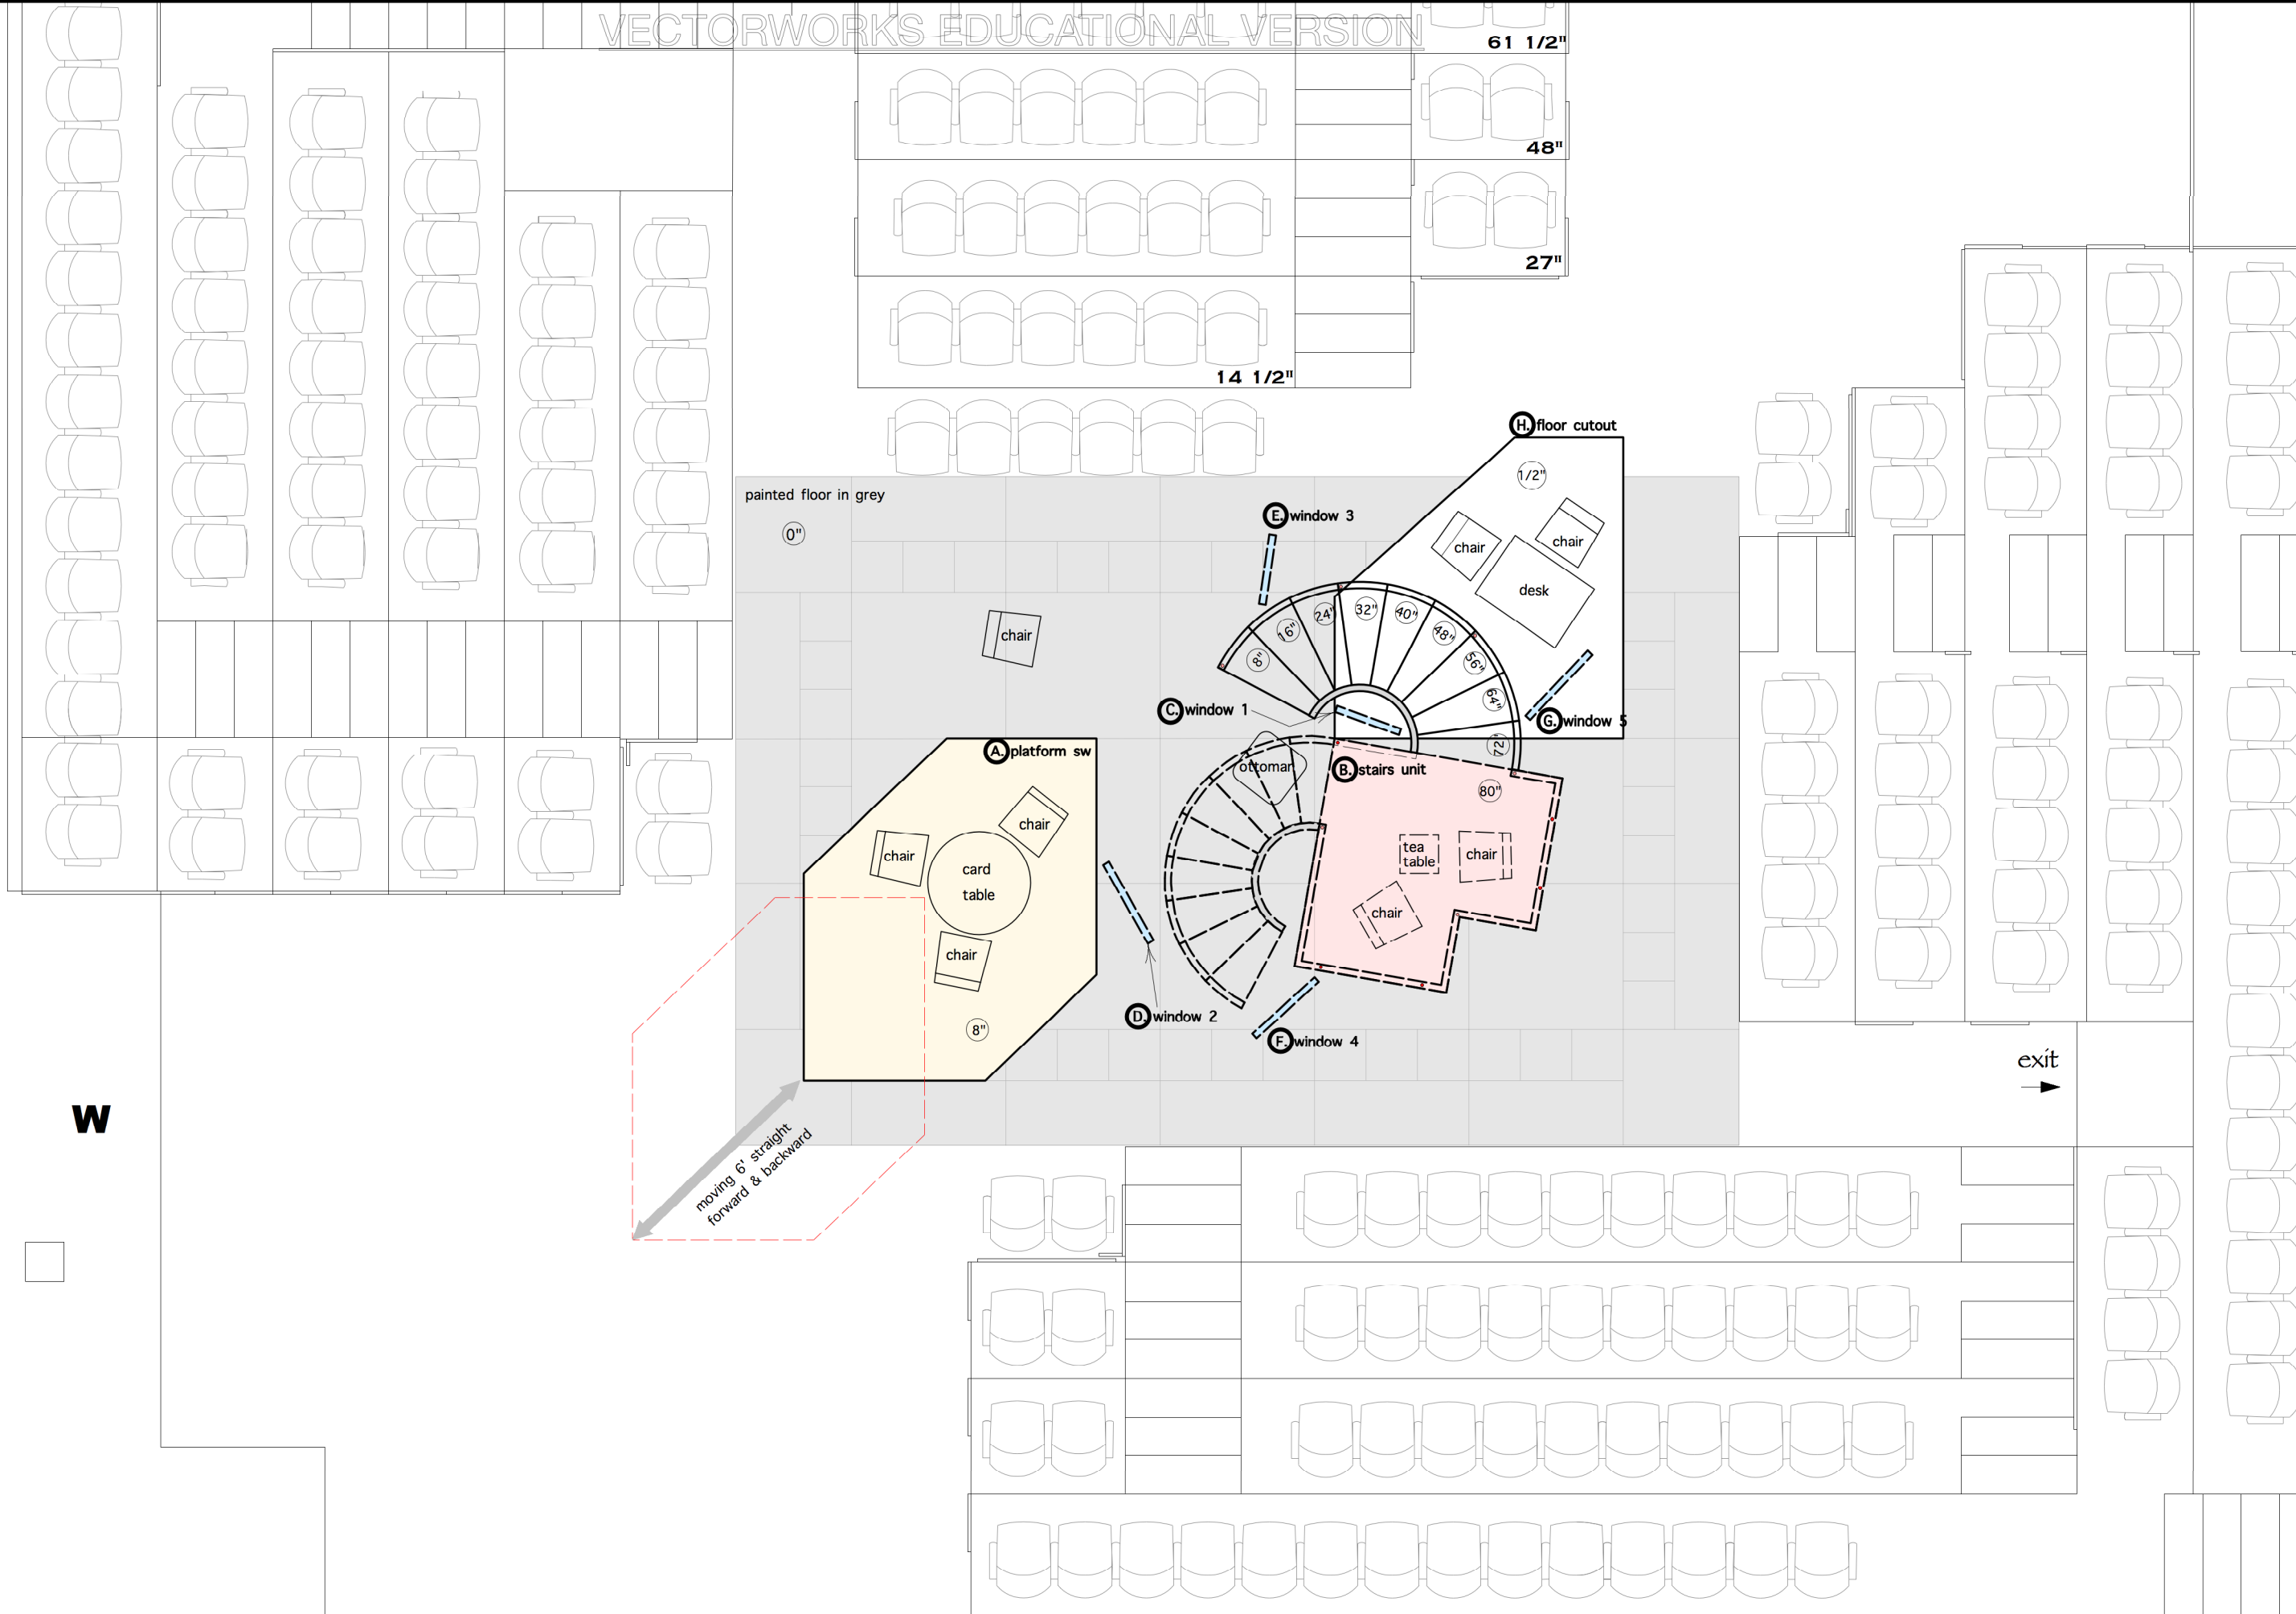 VECTORWORKS EDUCATIONAL VERSION
61 1/2"
48"
27"
14 1/2"
H. floor cutout
1/2"
painted floor in grey
0"
E. window 3
chair
chair
desk
chair
8"
16"
24"
32"
40"
48"
56"
64"
72"
C. window 1
G. window 5
A. platform sw
ottoman
B. stairs unit
80"
chair
chair
card
table
tea
table
chair
chair
chair
8"
D. window 2
F. window 4
exit
W
moving 6' straight
forward & backward